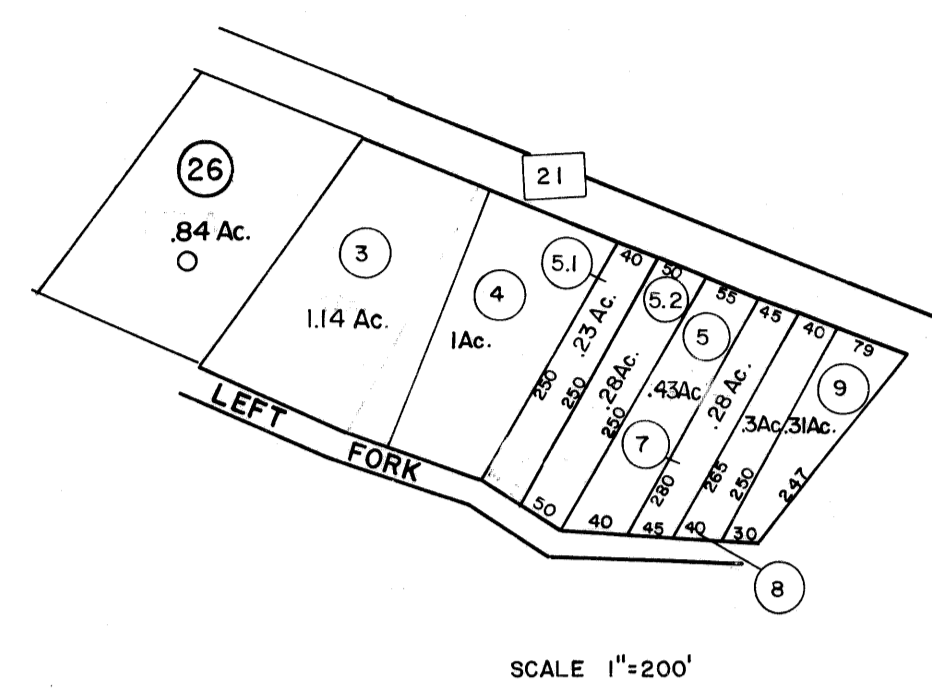 21
26
.84 Ac.
3
1.14 Ac.
4
1Ac.
5.1
40
.23 Ac.
250
50
5.2
.28Ac.
250
250
55
5
.43Ac.
45
7
.28 Ac.
280
40
.3Ac.
265
79
9
.31Ac.
250
247
LEFT
FORK
50
40
45
40
30
8
SCALE 1"=200'